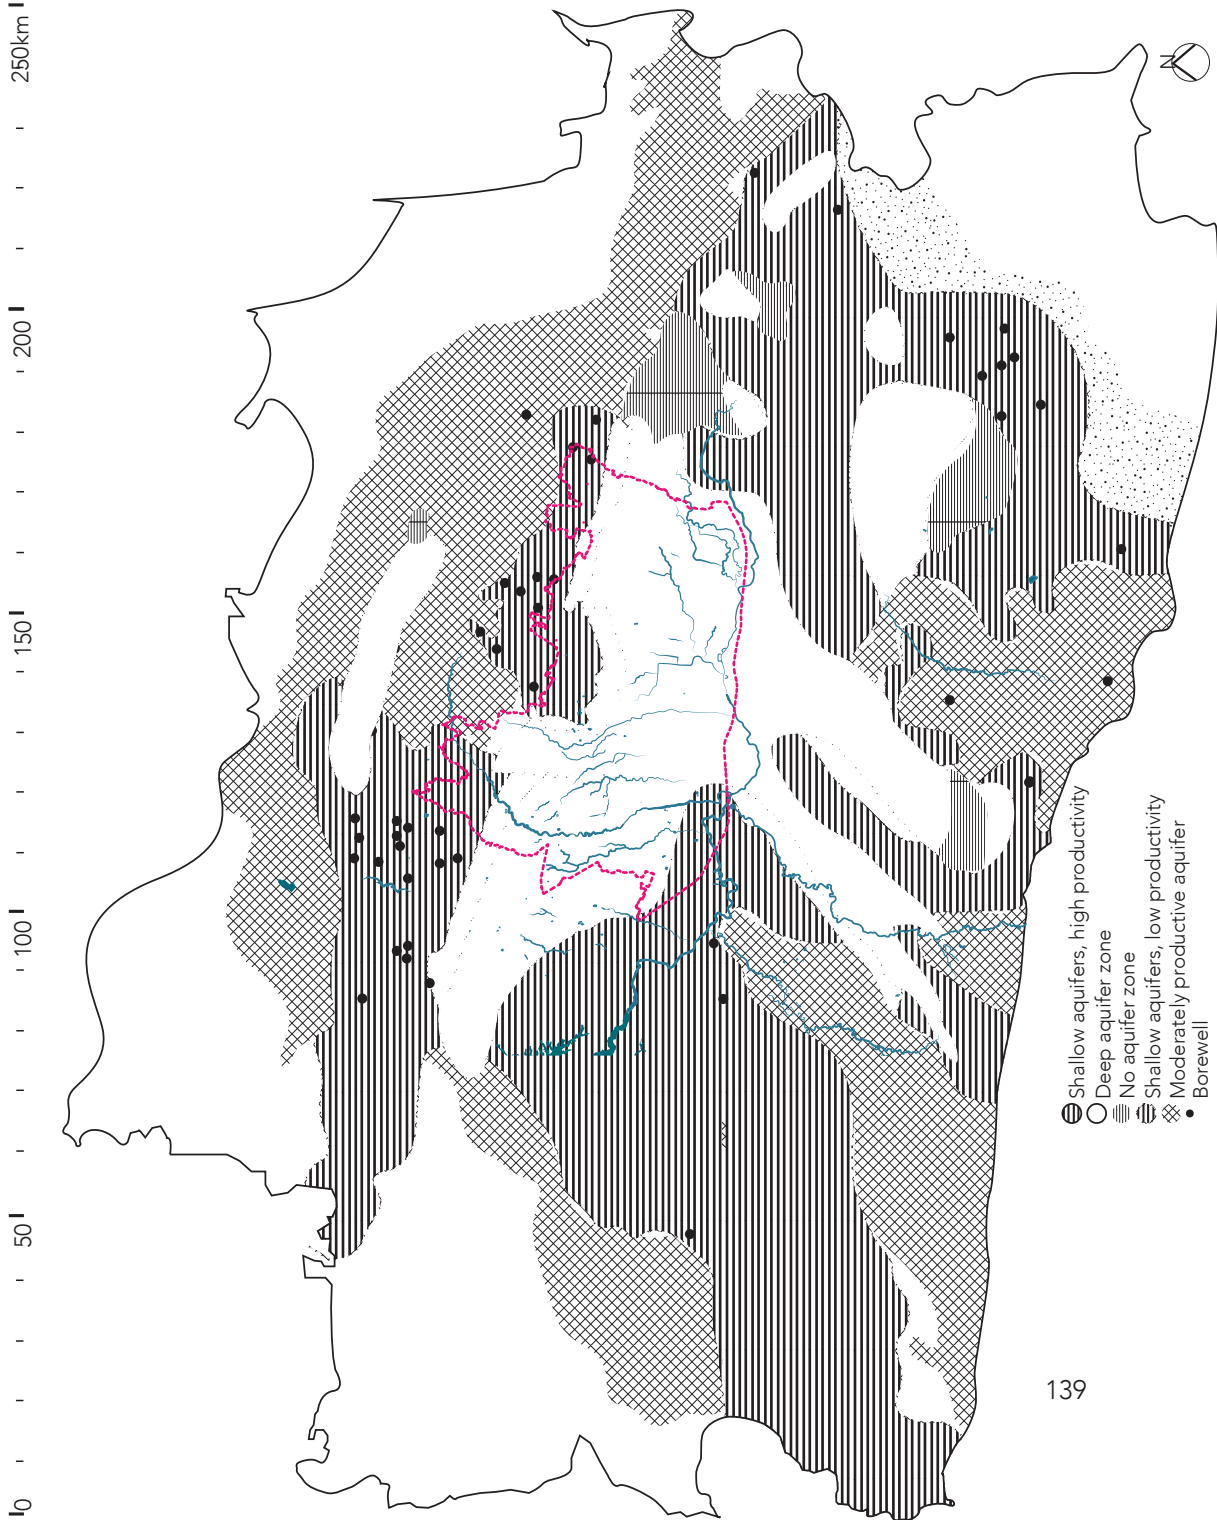 0
50
100
150
200
250km
N
Shallow aquifers, high productivity
Deep aquifer zone
No aquifer zone
Shallow aquifers, low productivity
Moderately productive aquifer
Borewell
139